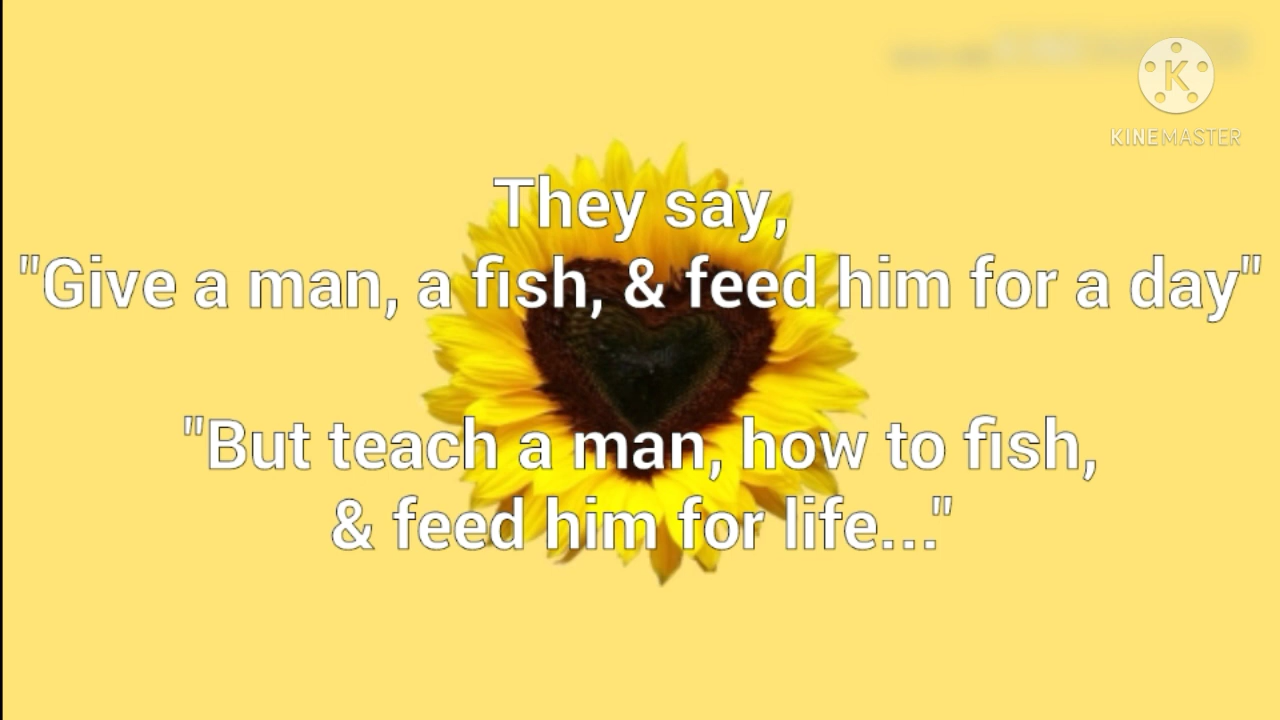 KINEMASTER
They say,
"Give a man, a fish, & feed him for a day"
"But teach a man, how to fish,
& feed him for life..."